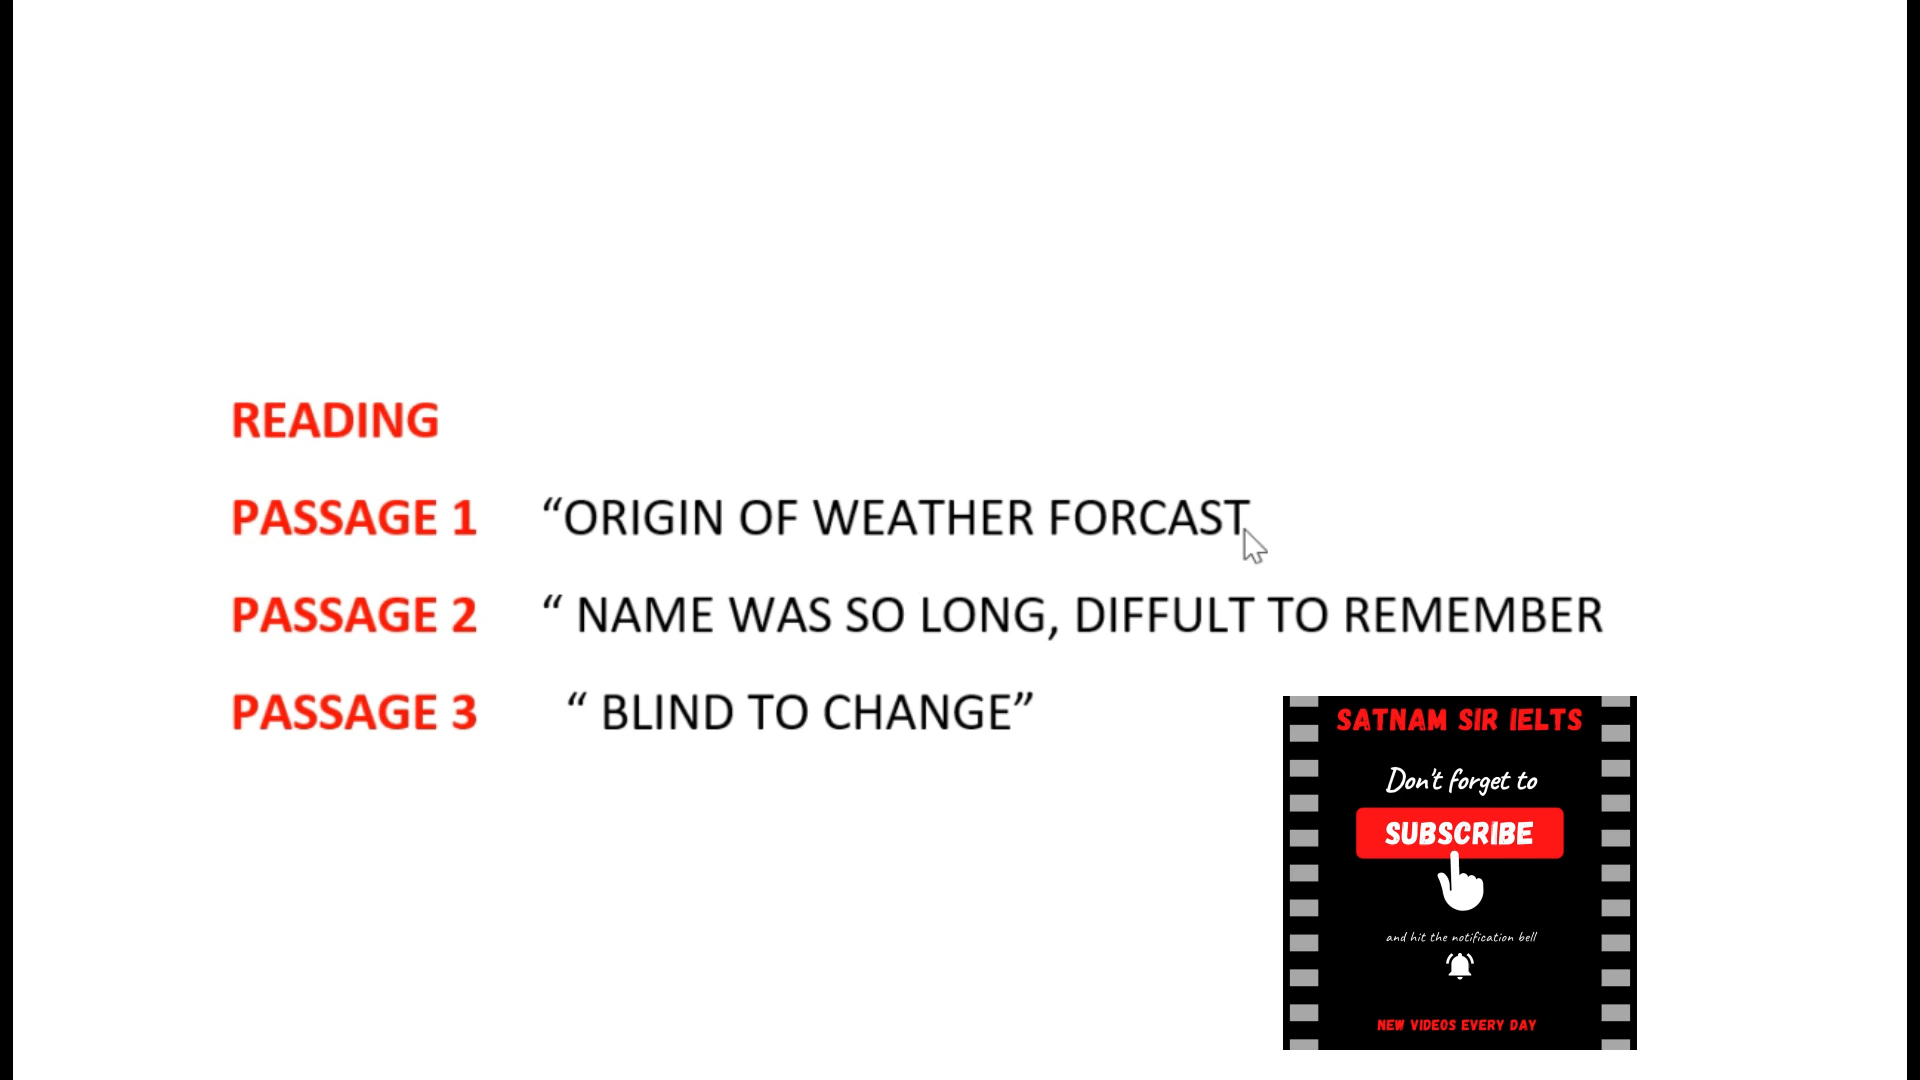 READING
PASSAGE 1 “ORIGIN OF WEATHER FORCAST
PASSAGE 2 “ NAME WAS SO LONG, DIFFULT TO REMEMBER
PASSAGE 3 “ BLIND TO CHANGE”
SATNAM SIR IELTS
Don't forget to
SUBSCRIBE
and hit the notification bell
NEW VIDEOS EVERY DAY